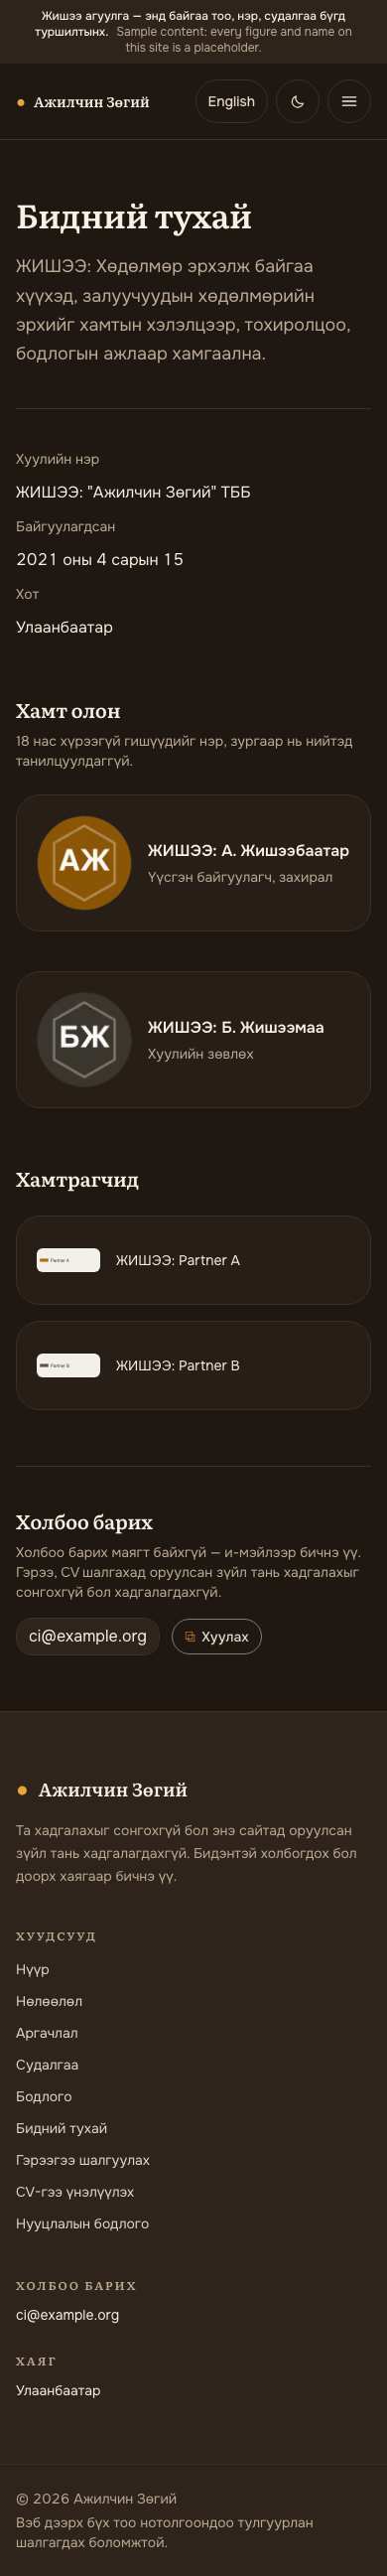 Жишээ агуулга — энд байгаа тоо, нэр, судалгаа бүгд
туршилтынх. Sample content: every figure and name on
this site is a placeholder.
Ажилчин Зөгий
English
Бидний тухай
ЖИШЭЭ: Хөдөлмөр эрхэлж байгаа
хүүхэд, залуучуудын хөдөлмөрийн
эрхийг хамтын хэлэлцээр, тохиролцоо,
бодлогын ажлаар хамгаална.
Хуулийн нэр
ЖИШЭЭ: "Ажилчин Зөгий" ТББ
Байгуулагдсан
2021 оны 4 сарын 15
Хот
Улаанбаатар
Хамт олон
18 нас хүрээгүй гишүүдийг нэр, зургаар нь нийтэд
танилцуулдаггүй.
АЖ
ЖИШЭЭ: А. Жишээбаатар
Үүсгэн байгуулагч, захирал
БЖ
ЖИШЭЭ: Б. Жишээмаа
Хуулийн зөвлөх
Хамтрагчид
Partner A
ЖИШЭЭ: Partner A
Partner B
ЖИШЭЭ: Partner B
Холбоо барих
Холбоо барих маягт байхгүй — и-мэйлээр бичнэ үү.
Гэрээ, CV шалгахад оруулсан зүйл тань хадгалахыг
сонгохгүй бол хадгалагдахгүй.
ci@example.org
Хуулах
Ажилчин Зөгий
Та хадгалахыг сонгохгүй бол энэ сайтад оруулсан
зүйл тань хадгалагдахгүй. Бидэнтэй холбогдох бол
доорх хаягаар бичнэ үү.
ХУУДСУУД
Нүүр
Нөлөөлөл
Аргачлал
Судалгаа
Бодлого
Бидний тухай
Гэрээгээ шалгуулах
CV-гээ үнэлүүлэх
Нууцлалын бодлого
ХОЛБОО БАРИХ
ci@example.org
ХАЯГ
Улаанбаатар
© 2026 Ажилчин Зөгий
Вэб дээрх бүх тоо нотолгоондоо тулгуурлан
шалгагдах боломжтой.